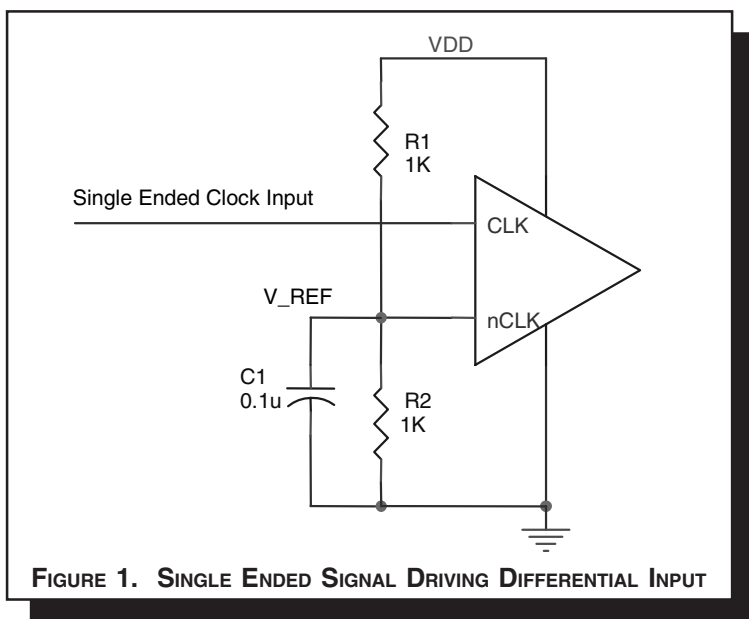 VDD
R1
1K
Single Ended Clock Input
CLK
V_REF
nCLK
C1
0.1u
R2
1K
FIGURE 1. SINGLE ENDED SIGNAL DRIVING DIFFERENTIAL INPUT